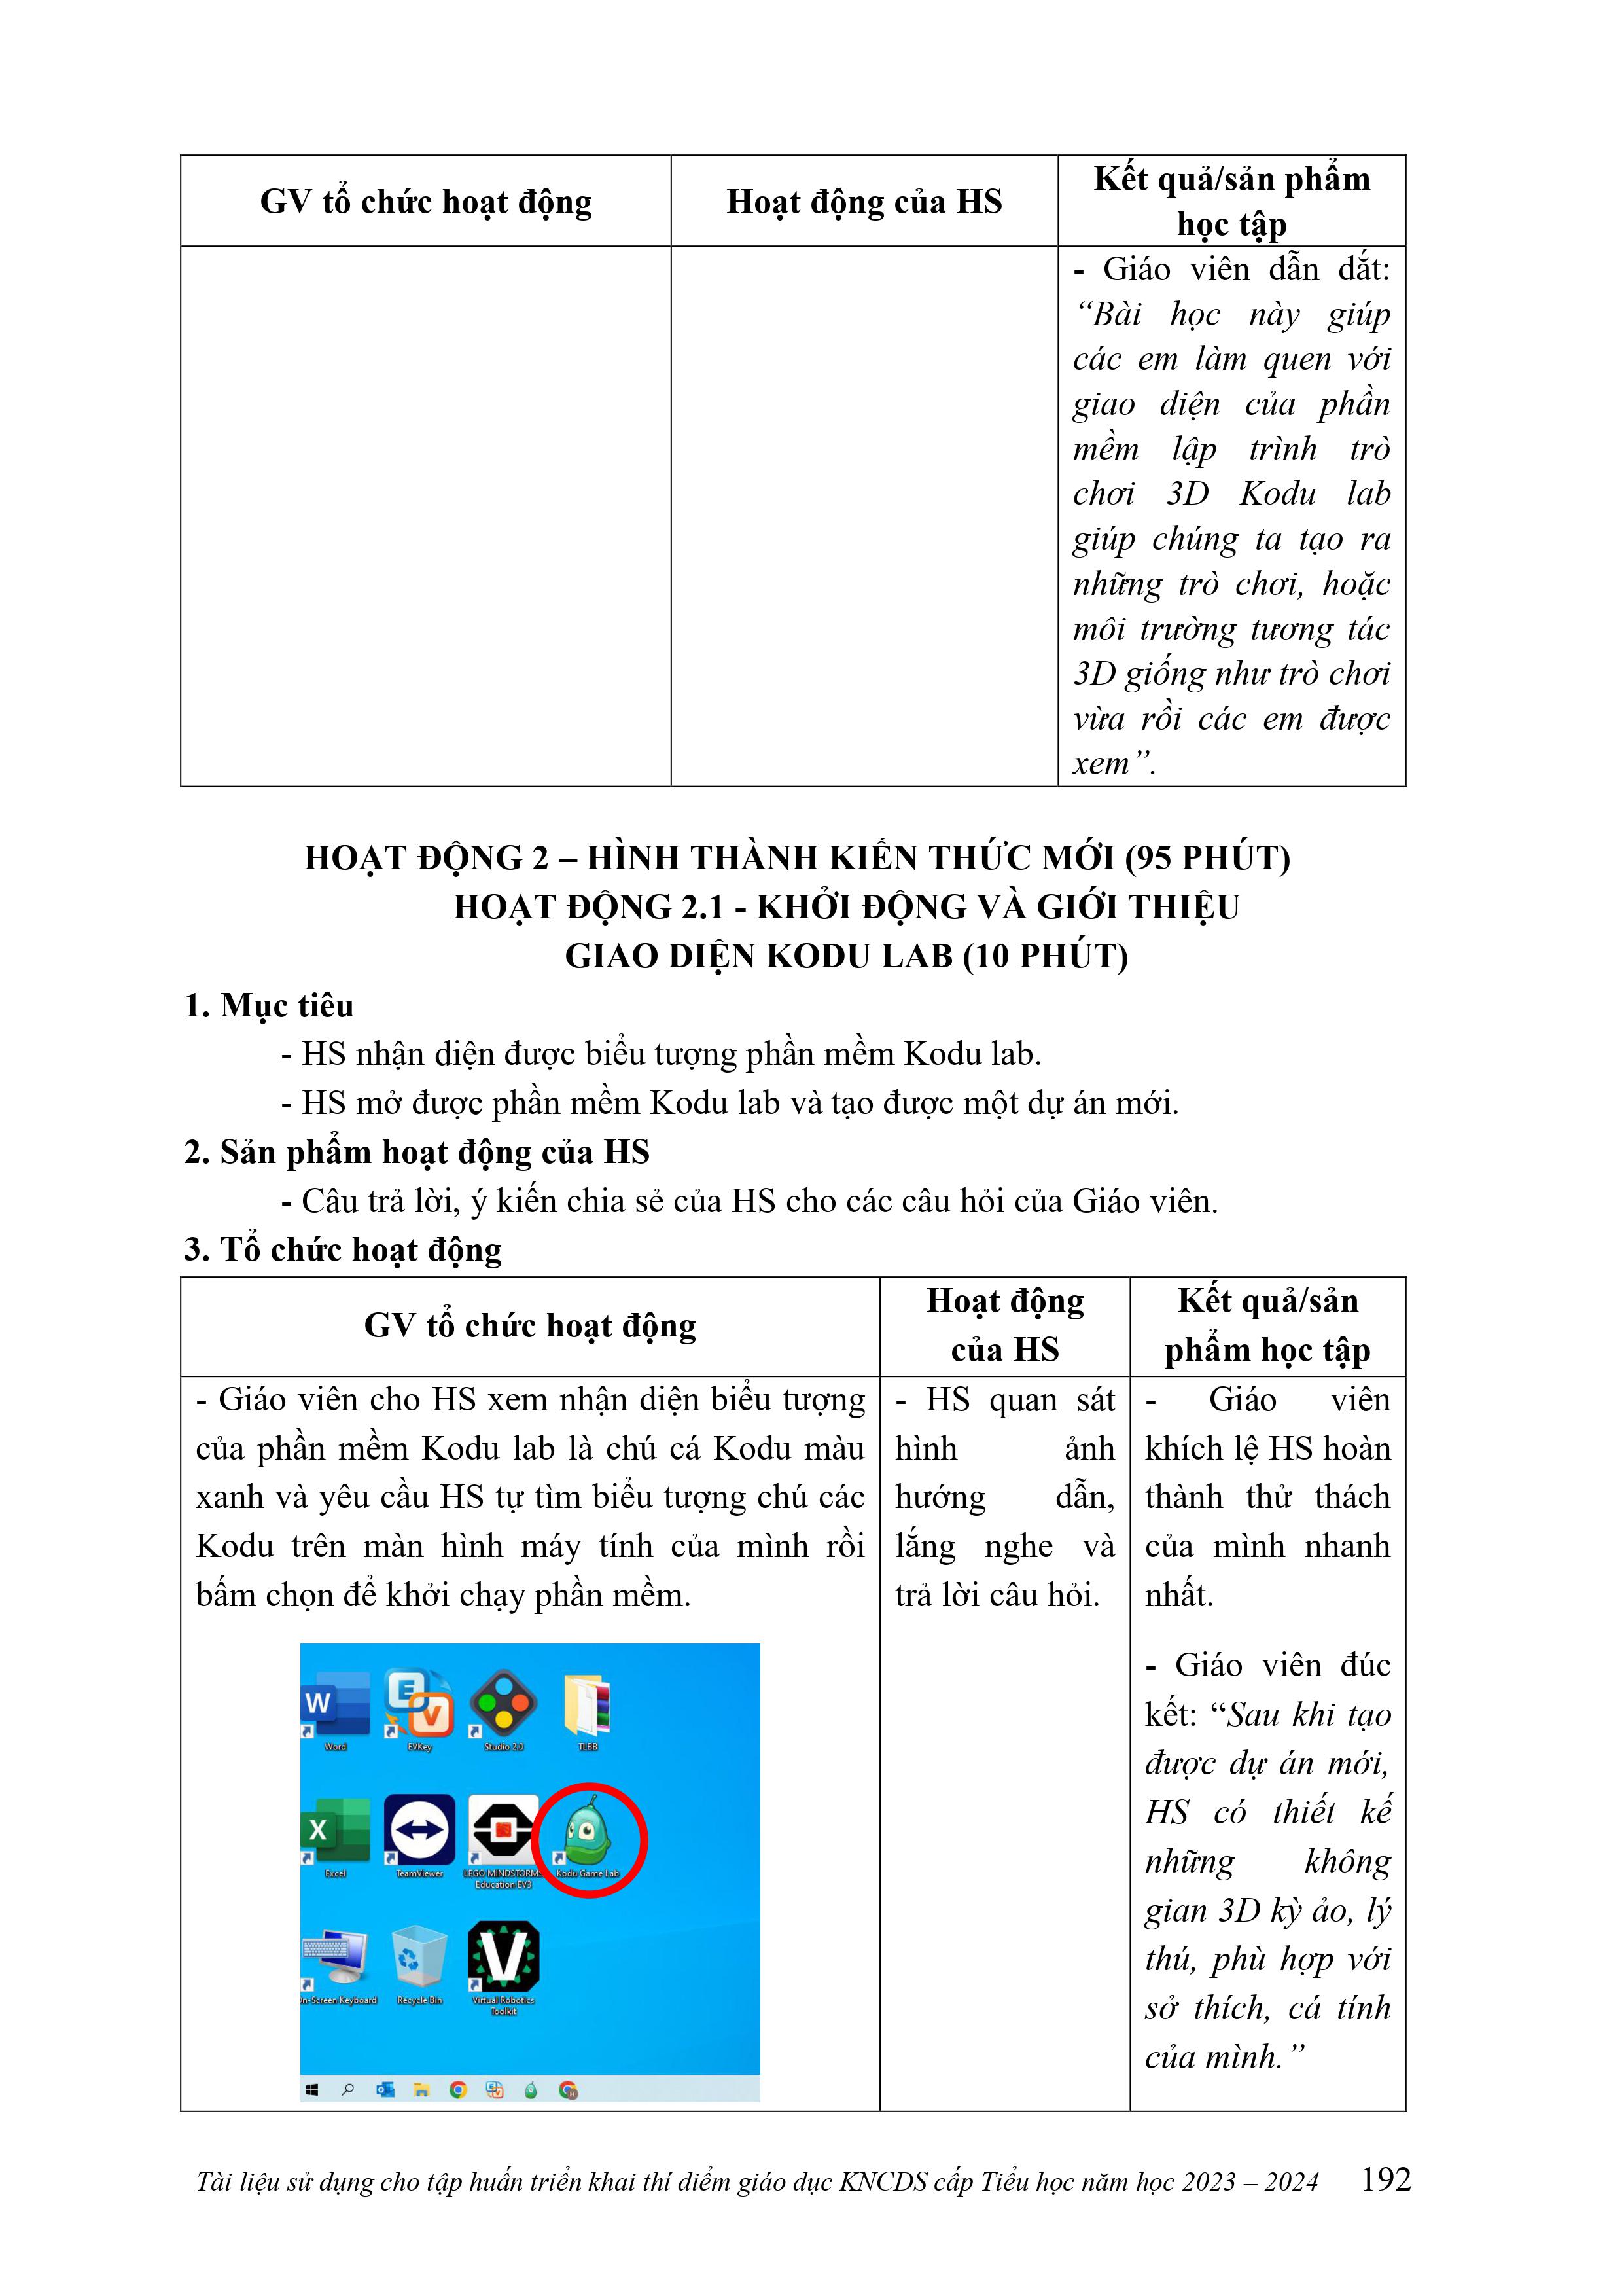 GV tổ chức hoạt động
Hoạt động của HS
Kết quả/sản phẩm
học tập
- Giáo viên dẫn dắt:
“Bài học này giúp
các em làm quen với
giao diện của phần
mềm lập trình trò
chơi 3D Kodu lab
giúp chúng ta tạo ra
những trò chơi, hoặc
môi trường tương tác
3D giống như trò chơi
vừa rồi các em được
xem”.
HOẠT ĐỘNG 2 – HÌNH THÀNH KIẾN THỨC MỚI (95 PHÚT)
HOẠT ĐỘNG 2.1 - KHỞI ĐỘNG VÀ GIỚI THIỆU
GIAO DIỆN KODU LAB (10 PHÚT)
1. Mục tiêu
- HS nhận diện được biểu tượng phần mềm Kodu lab.
- HS mở được phần mềm Kodu lab và tạo được một dự án mới.
2. Sản phẩm hoạt động của HS
- Câu trả lời, ý kiến chia sẻ của HS cho các câu hỏi của Giáo viên.
3. Tổ chức hoạt động
GV tổ chức hoạt động
Hoạt động
của HS
Kết quả/sản
phẩm học tập
- Giáo viên cho HS xem nhận diện biểu tượng
của phần mềm Kodu lab là chú cá Kodu màu
xanh và yêu cầu HS tự tìm biểu tượng chú các
Kodu trên màn hình máy tính của mình rồi
bấm chọn để khởi chạy phần mềm.
Word
EVKey
Studio 2.0
TLBB
Excel
TeamViewer
LEGO MINDSTORMS
Education EV3
Kodu Game Lab
On-Screen Keyboard
Recycle Bin
Virtual Robotics
Toolkit
- HS quan sát
hình ảnh
hướng dẫn,
lắng nghe và
trả lời câu hỏi.
- Giáo viên
khích lệ HS hoàn
thành thử thách
của mình nhanh
nhất.
- Giáo viên đúc
kết: “Sau khi tạo
được dự án mới,
HS có thiết kế
những không
gian 3D kỳ ảo, lý
thú, phù hợp với
sở thích, cá tính
của mình.”
Tài liệu sử dụng cho tập huấn triển khai thí điểm giáo dục KNCDS cấp Tiểu học năm học 2023 – 2024 192